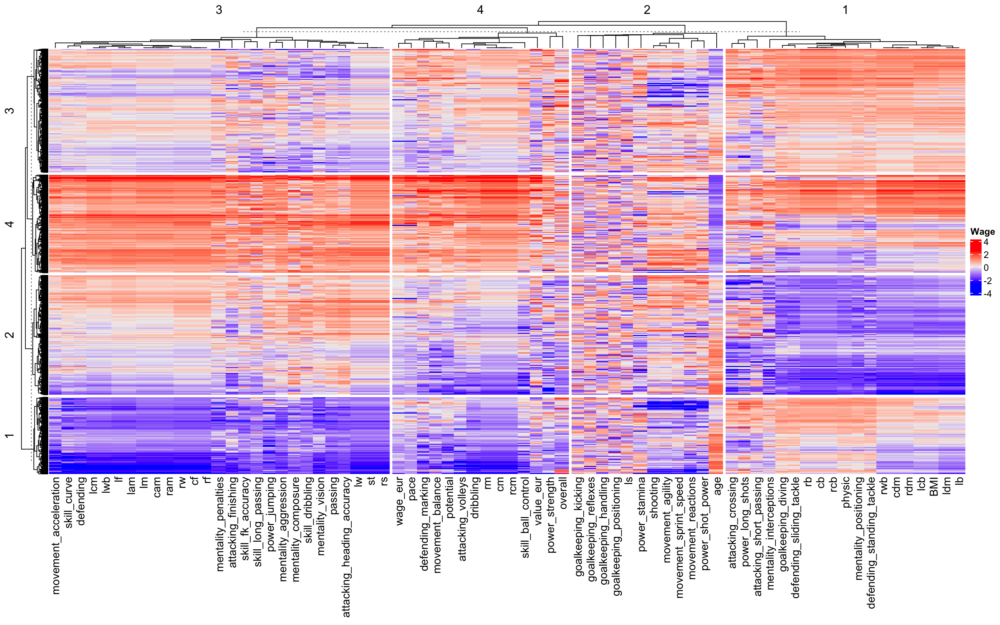 3
4
2
1
3
4
2
1
Wage
4
2
0
-2
-4
movement_acceleration
skill_curve
defending
lcm
lwb
lf
lam
lm
cam
ram
rw
cf
rf
mentality_penalties
attacking_finishing
skill_fk_accuracy
skill_long_passing
power_jumping
mentality_aggression
mentality_composure
skill_dribbling
mentality_vision
passing
attacking_heading_accuracy
lw
st
rs
wage_eur
pace
defending_marking
movement_balance
potential
attacking_volleys
dribbling
rm
cm
rcm
skill_ball_control
value_eur
power_strength
overall
goalkeeping_kicking
goalkeeping_reflexes
goalkeeping_handling
goalkeeping_positioning
ls
power_stamina
shooting
movement_agility
movement_sprint_speed
movement_reactions
power_shot_power
age
attacking_crossing
power_long_shots
attacking_short_passing
mentality_interceptions
goalkeeping_diving
defending_sliding_tackle
rb
cb
rcb
physic
mentality_positioning
defending_standing_tackle
rwb
cdm
rdm
lcb
BMI
ldm
lb